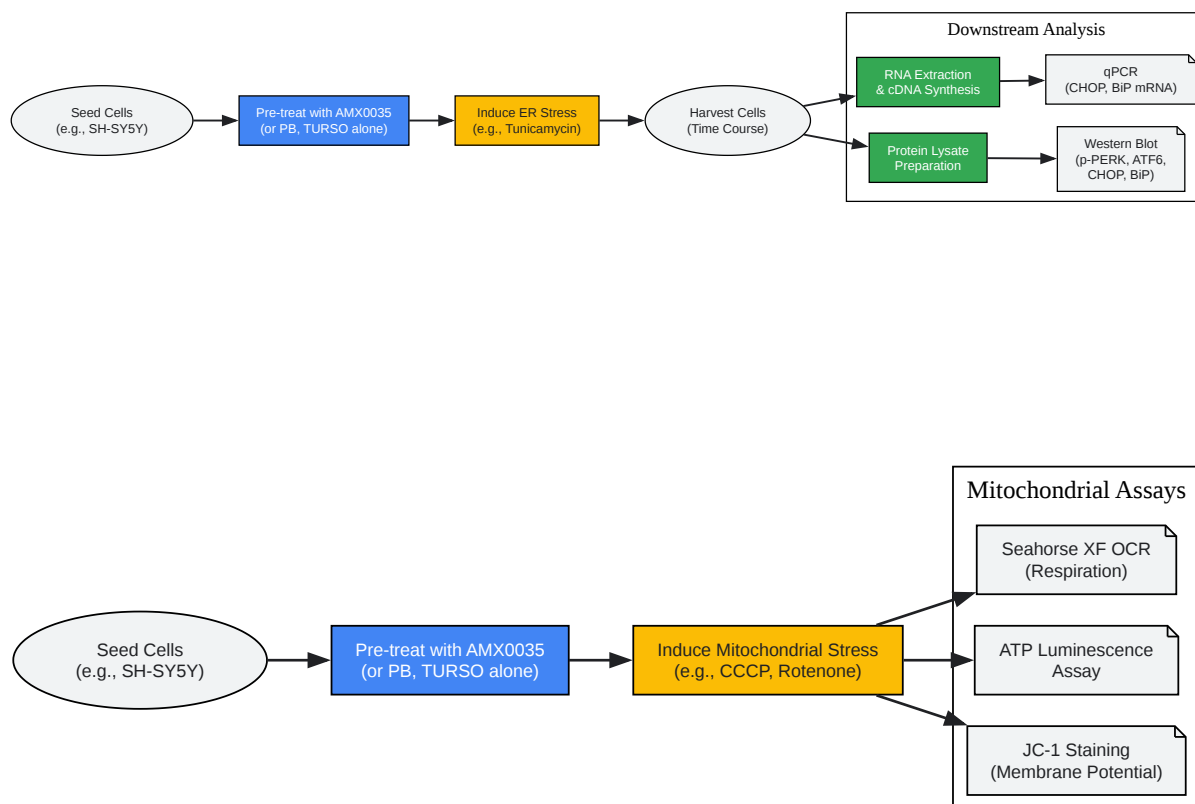 Downstream Analysis
Seed Cells
(e.g., SH-SY5Y)
Pre-treat with AMX0035
(or PB, TURSO alone)
Induce ER Stress
(e.g., Tunicamycin)
Harvest Cells
(Time Course)
RNA Extraction
& cDNA Synthesis
qPCR
(CHOP, BiP mRNA)
Protein Lysate
Preparation
Western Blot
(p-PERK, ATF6,
CHOP, BiP)
Mitochondrial Assays
Seed Cells
(e.g., SH-SY5Y)
Pre-treat with AMX0035
(or PB, TURSO alone)
Induce Mitochondrial Stress
(e.g., CCCP, Rotenone)
Seahorse XF OCR
(Respiration)
ATP Luminescence
Assay
JC-1 Staining
(Membrane Potential)